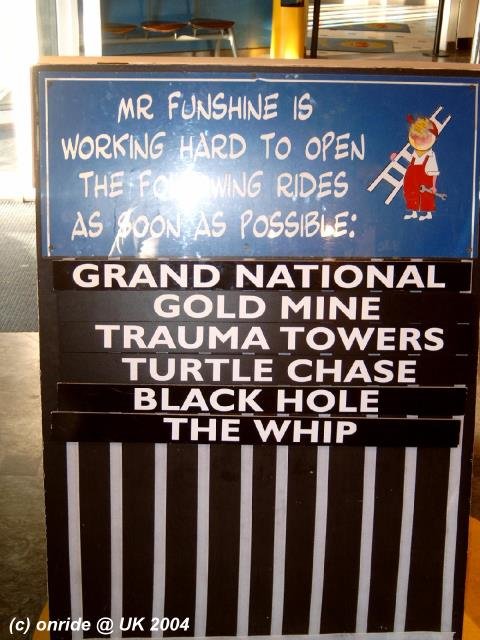 MR FUNSHINE IS
WORKING HARD TO OPEN
THE FOLLOWING RIDES
AS SOON AS POSSIBLE:
GRAND NATIONAL
GOLD MINE
TRAUMA TOWERS
TURTLE CHASE
BLACK HOLE
THE WHIP
(c) onride @ UK 2004